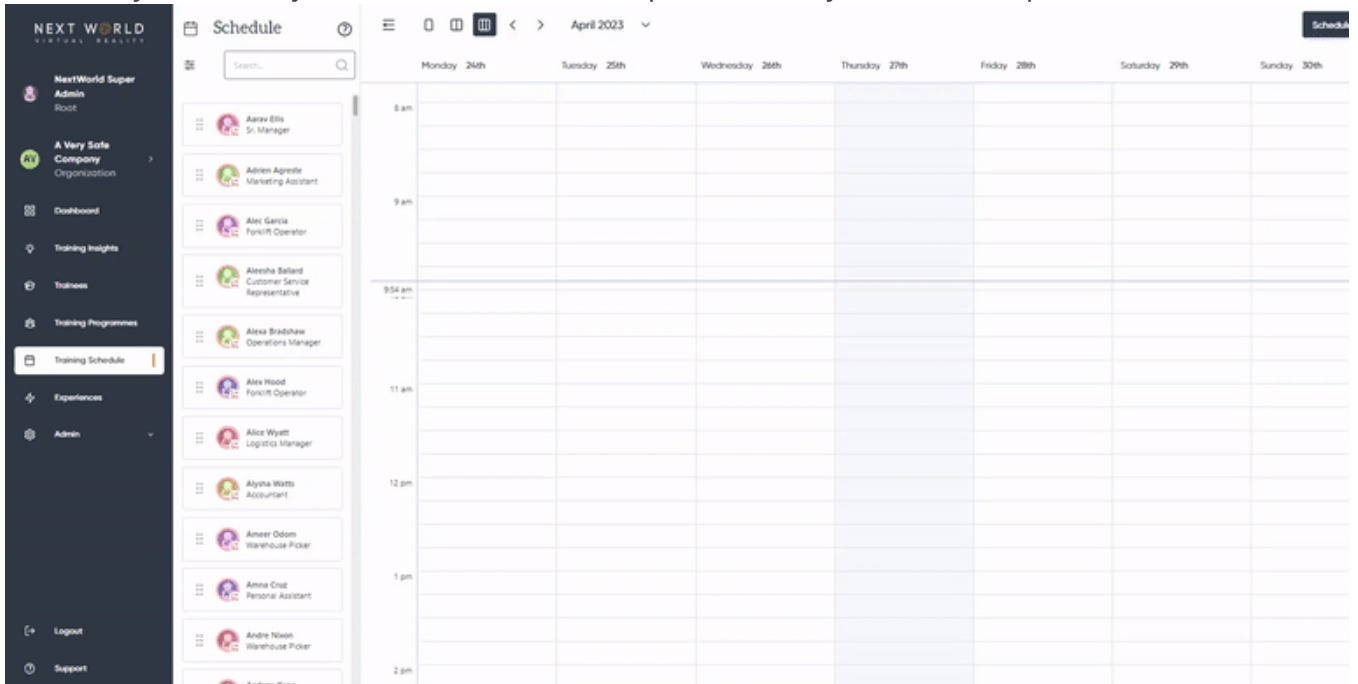 NEXT WORLD
VIRTUAL REALITY
NextWorld Super
Admin
Root
AV
A Very Safe
Company
Organization
Dashboard
Training Insights
Trainees
Training Programmes
Training Schedule
Experiences
Admin
Logout
Support
Schedule
Search...
Aarav Ellis
Sr. Manager
Adrien Agreste
Marketing Assistant
Alec Garcia
Forklift Operator
Aleesha Ballard
Customer Service
Representative
Alexa Bradshaw
Operations Manager
Alex Hood
Forklift Operator
Alice Wyatt
Logistics Manager
Alysha Watts
Accountant
Ameer Odom
Warehouse Picker
Amna Cruz
Personal Assistant
Andre Nixon
Warehouse Picker
April 2023
Schedule
Monday 24th
Tuesday 25th
Wednesday 26th
Thursday 27th
Friday 28th
Saturday 29th
Sunday 30th
8 am
9 am
9:54 am
11 am
12 pm
1 pm
2 pm